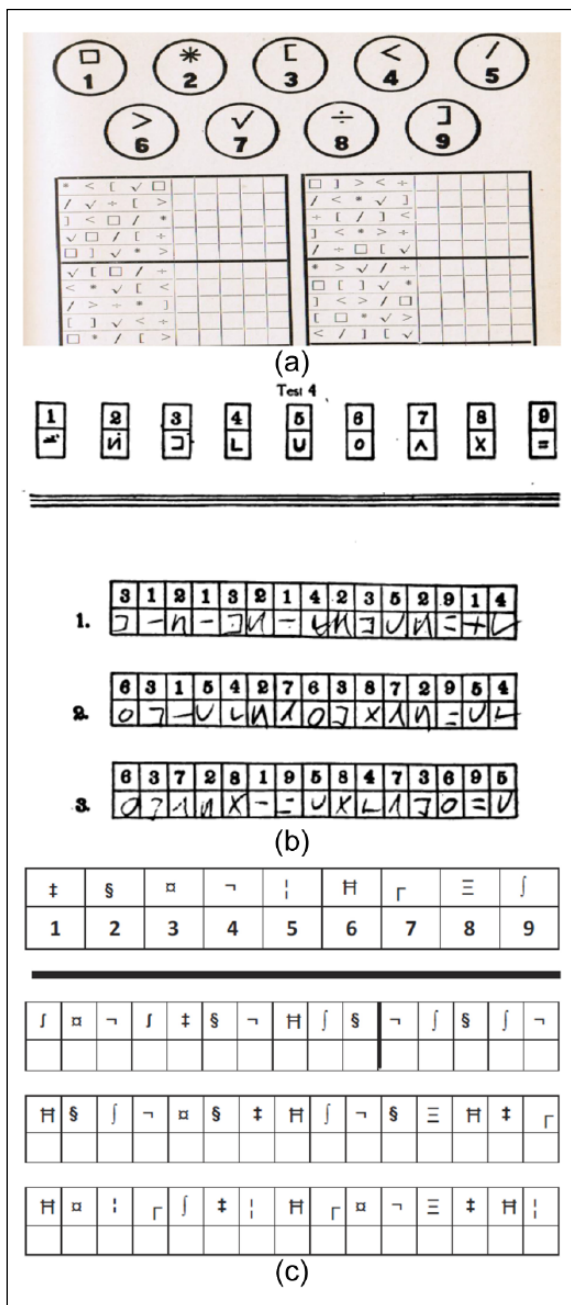 □ * [ < /
1 2 3 4 5
> √ ÷ ]
6 7 8 9
* < [ √ □
/ √ ÷ [ >
] < □ / *
√ □ / [ ÷
□ ] √ * >
√ [ □ / ÷
< * √ [ <
/ > ÷ * ]
[ ] √ < ÷
□ * / [ >
□ ] > < ÷
/ < * √ ]
÷ [ / ] <
] < * > ÷
/ ÷ □ [ √
* > √ / ÷
□ [ ] √ *
] < > / □
[ □ * √ >
< / ] [ √
(a)
Test 4
1 2 3 4 5 6 7 8 9
L U O ᴧ X =
1. 3 1 2 1 3 2 1 4 2 3 5 2 9 1 4
2. 6 3 1 5 4 2 7 6 3 8 7 2 9 5 4
3. 6 3 7 2 8 1 9 5 8 4 7 3 6 9 5
(b)
‡ § ¤ ¬ ¦ Ħ ┌ Ξ ∫
1 2 3 4 5 6 7 8 9
∫ ¤ ¬ ∫ ‡ § ¬ Ħ ∫ § ¬ ∫ § ∫ ¬
Ħ § ∫ ¬ ¤ § ‡ Ħ ∫ ¬ § Ξ Ħ ‡ ┌
Ħ ¤ ¦ ┌ ∫ ‡ ¦ Ħ ┌ ¤ ¬ Ξ ‡ Ħ ¦
(c)